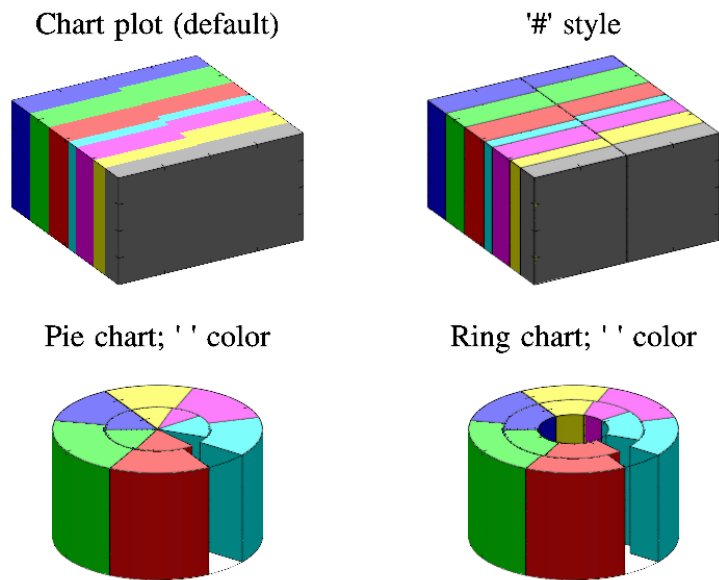 Chart plot (default)
'#' style
Pie chart; ' ' color
Ring chart; ' ' color